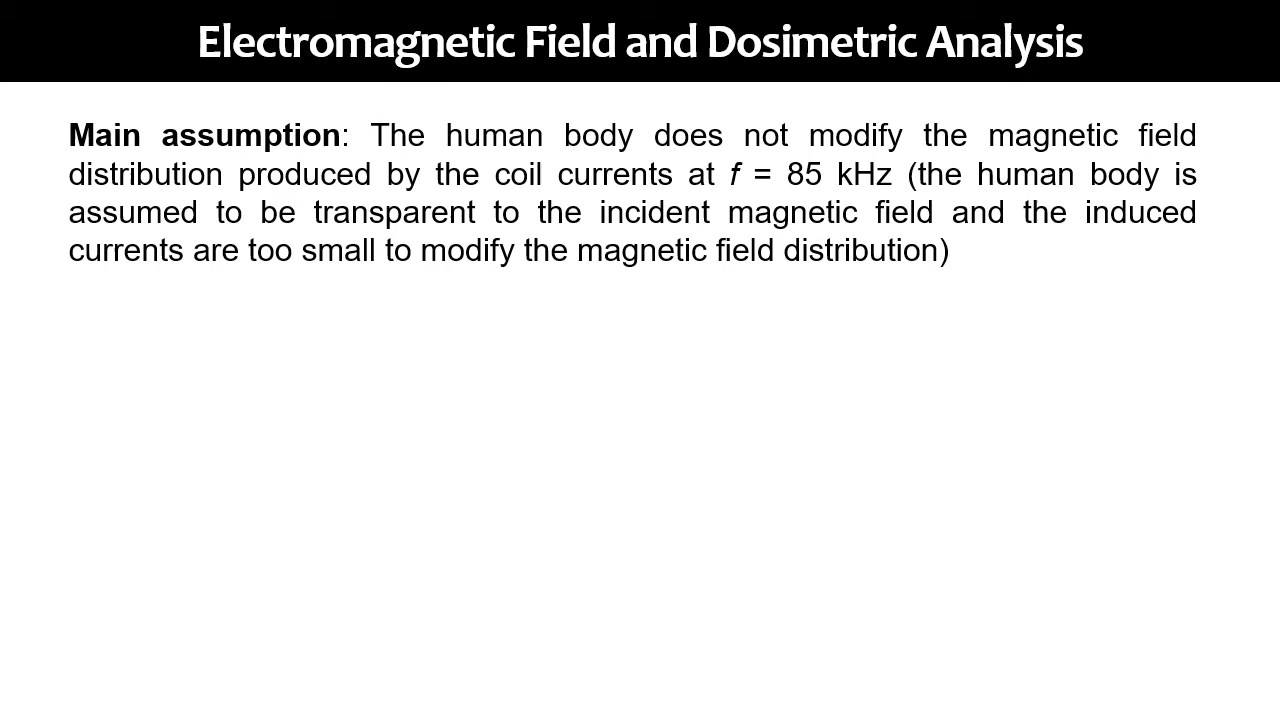 Electromagnetic Field and Dosimetric Analysis
Main assumption: The human body does not modify the magnetic field
distribution produced by the coil currents at f = 85 kHz (the human body is
assumed to be transparent to the incident magnetic field and the induced
currents are too small to modify the magnetic field distribution)